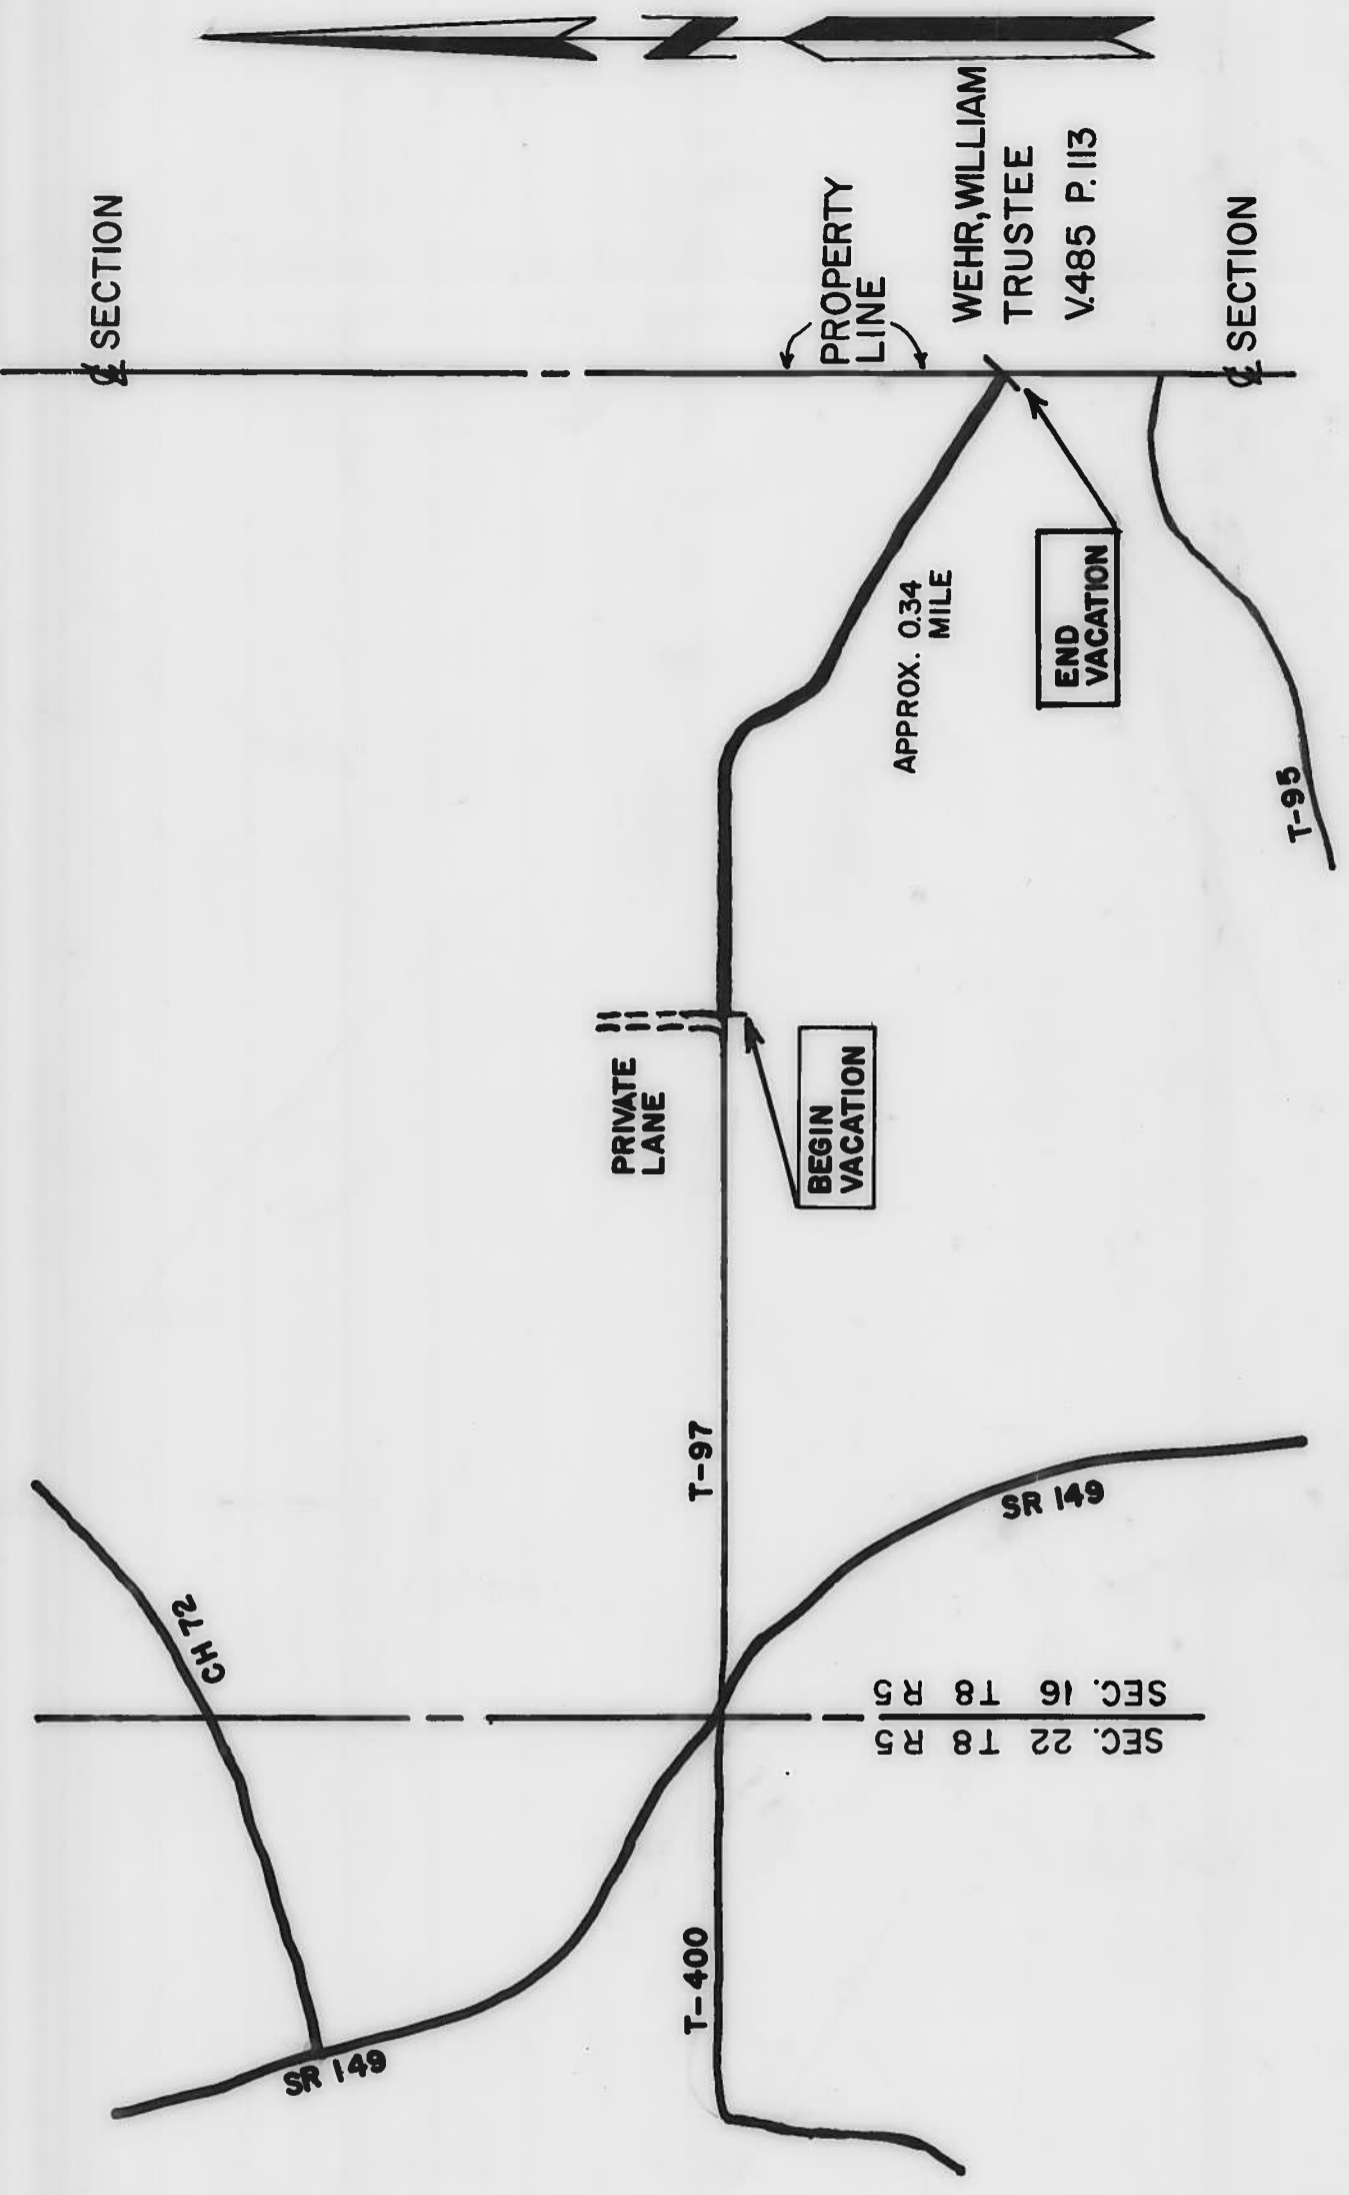 N
℄ SECTION
PROPERTY
LINE
WEHR, WILLIAM
TRUSTEE
V.485 P. 113
℄ SECTION
APPROX. 0.34
MILE
END
VACATION
T-95
PRIVATE
LANE
BEGIN
VACATION
T-97
SR 149
CH 72
SEC. 16 T8 R5
SEC. 22 T8 R5
T-400
SR 149